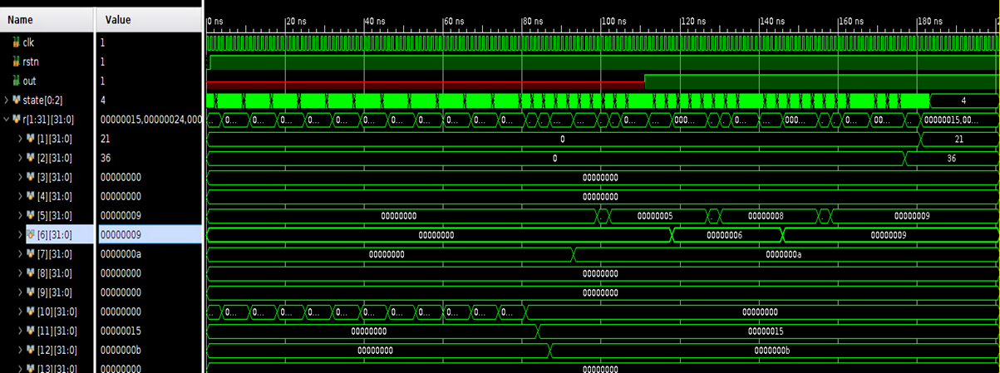 Name Value 0 ns 20 ns 40 ns 60 ns 80 ns 100 ns 120 ns 140 ns 160 ns 180 ns
clk 1
rstn 1
out 1
state[0:2] 4 4
r[1:31][31:0] 00000015,00000024,000 0... 0... 0... 0... 0... 0... 0... 0... 0... 0... 0... 0... 0... 000... 0... 000... 0... 00... 00000015,00...
[1][31:0] 21 0 21
[2][31:0] 36 0 36
[3][31:0] 00000000 00000000
[4][31:0] 00000000 00000000
[5][31:0] 00000009 00000000 00000005 00000008 00000009
[6][31:0] 00000009 00000000 00000006 00000009
[7][31:0] 0000000a 00000000 0000000a
[8][31:0] 00000000 00000000
[9][31:0] 00000000 00000000
[10][31:0] 00000000 ... 0... 0... 0... 0... 0... 0... 0... 0... 0... 0... 0... 00000000
[11][31:0] 00000015 00000000 00000015
[12][31:0] 0000000b 00000000 0000000b
[13][31:0] 00000000 00000000